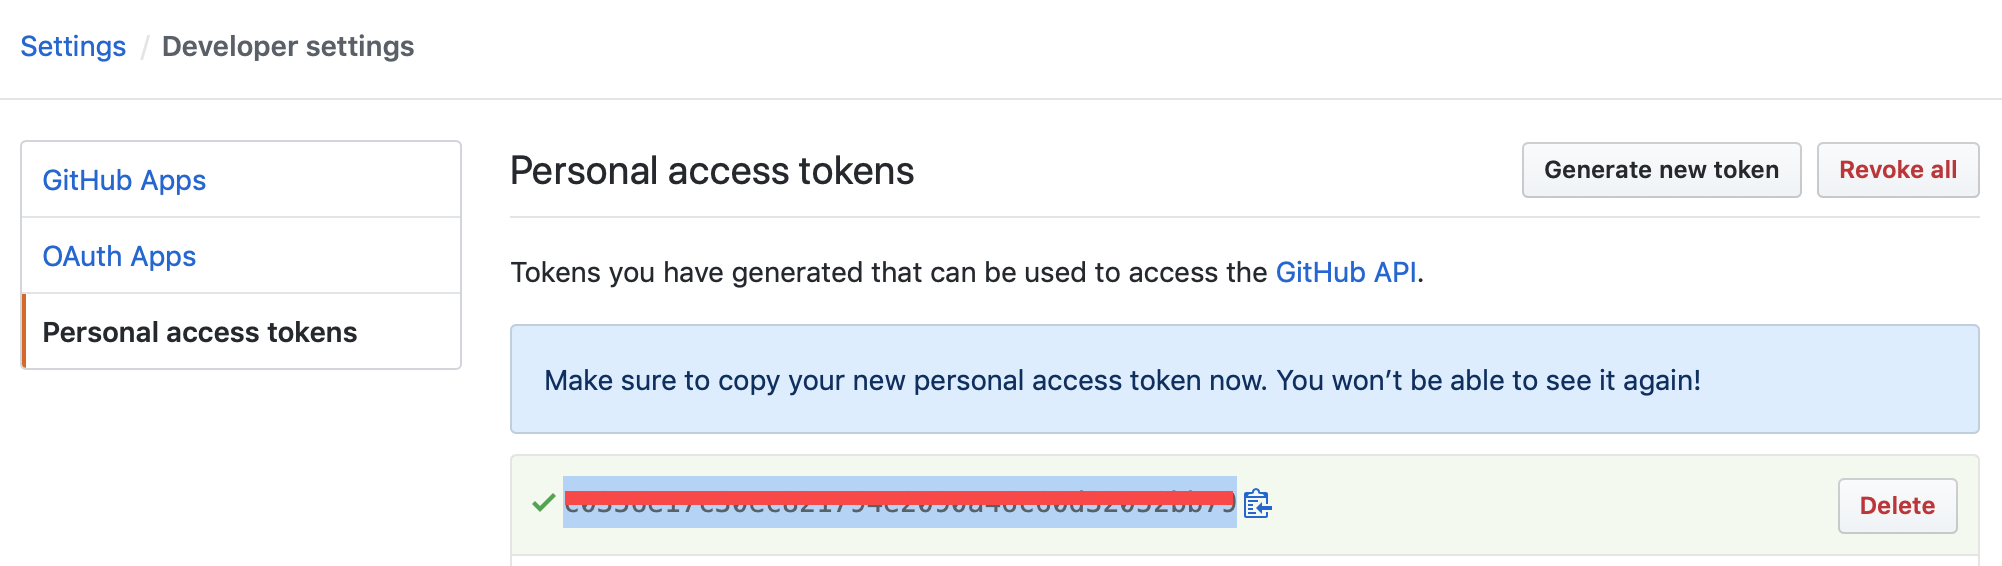 Settings / Developer settings
GitHub Apps
OAuth Apps
Personal access tokens
Personal access tokens
Generate new token
Revoke all
Tokens you have generated that can be used to access the GitHub API.
Make sure to copy your new personal access token now. You won’t be able to see it again!
Delete